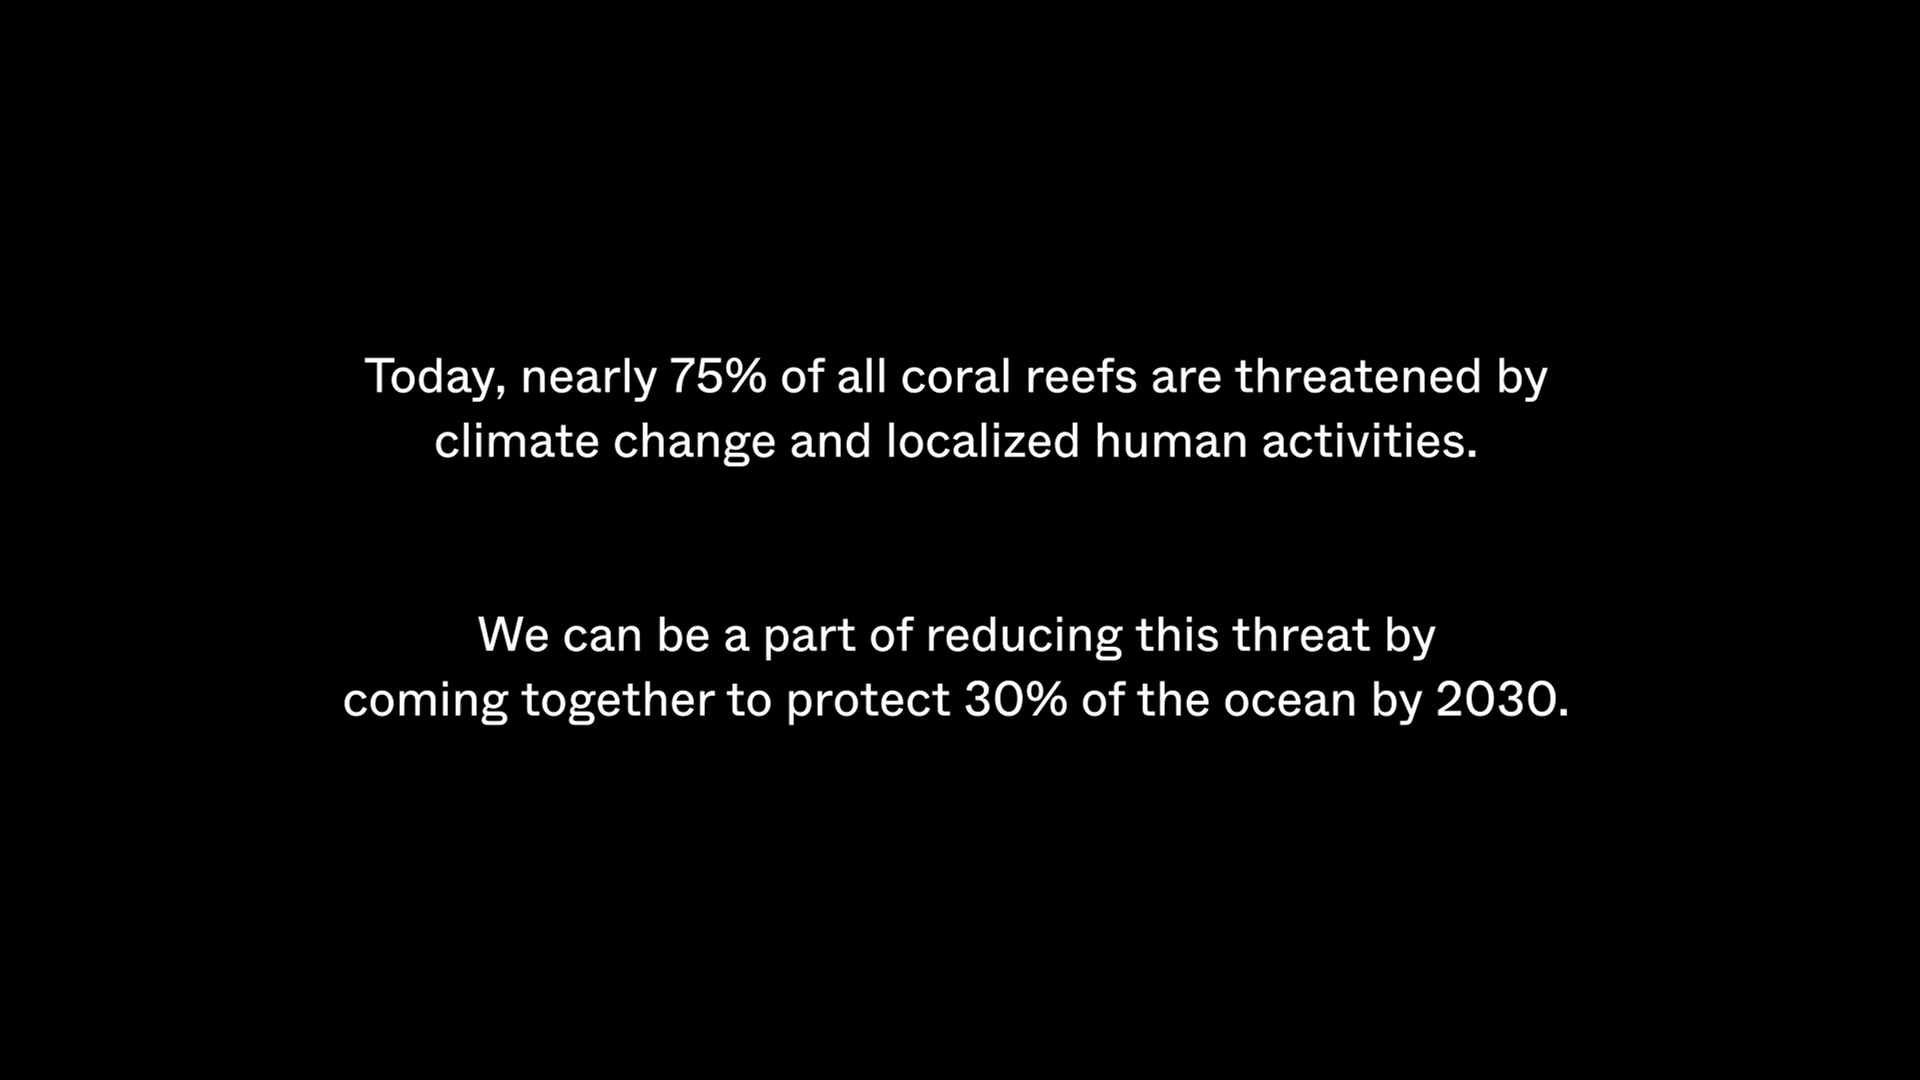 Today, nearly 75% of all coral reefs are threatened by
climate change and localized human activities.
We can be a part of reducing this threat by
coming together to protect 30% of the ocean by 2030.